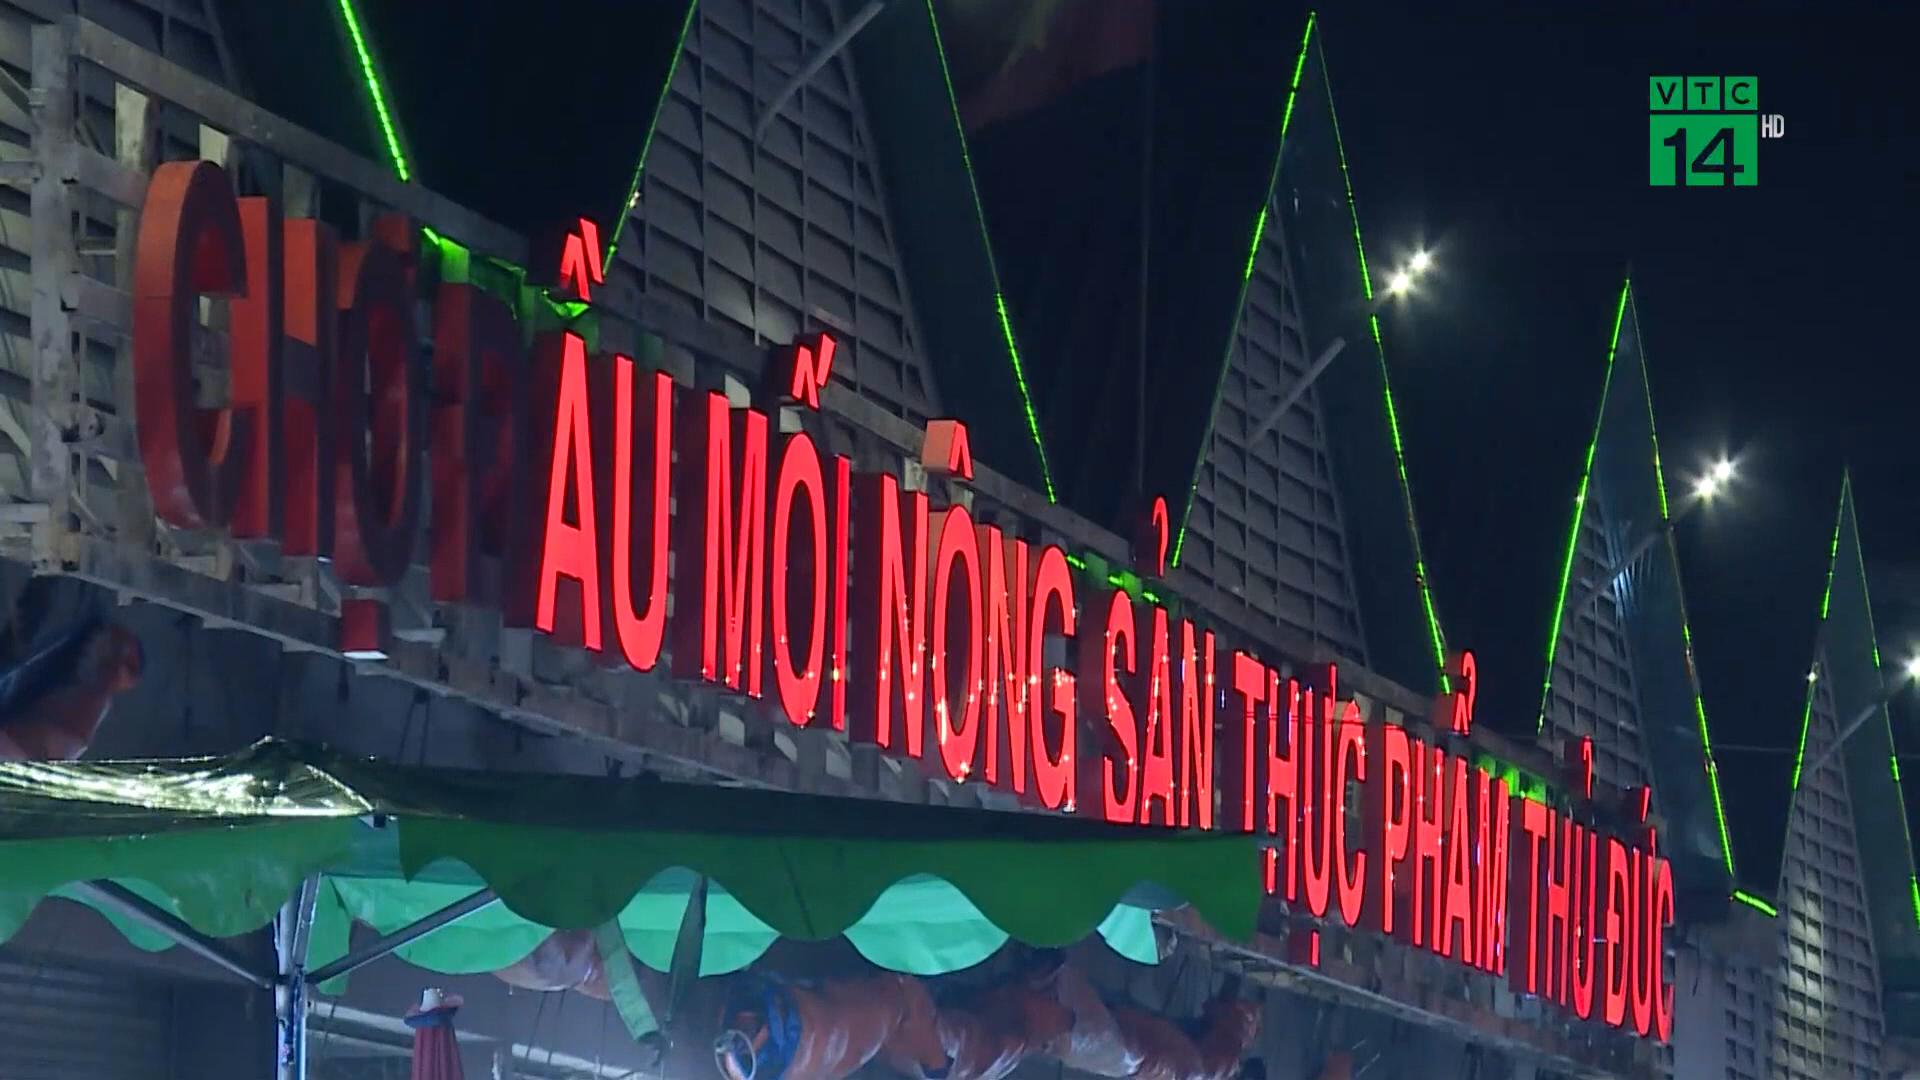 VTC
14 HD
CHỢ ĐẦU MỐI NÔNG SẢN THỰC PHẨM THỦ ĐỨC